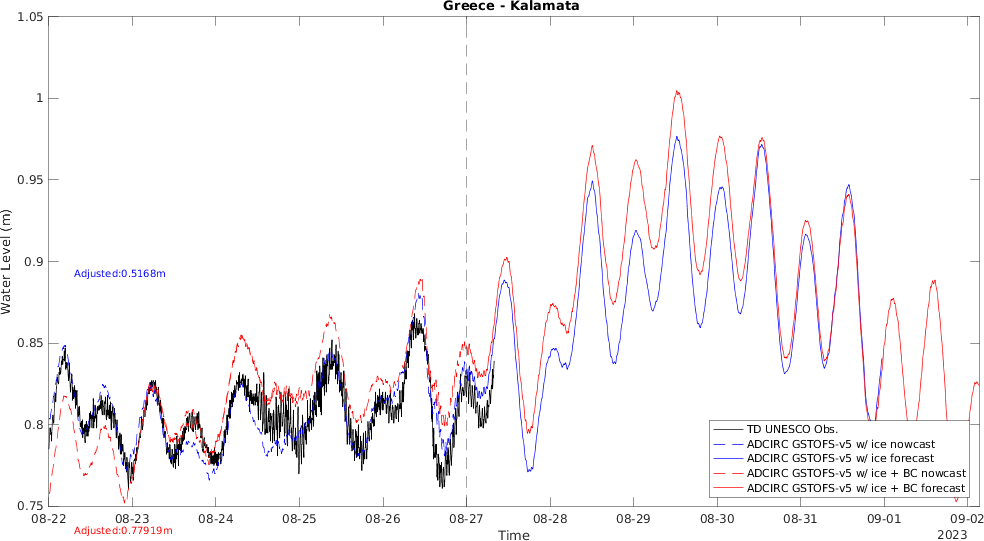 Greece - Kalamata
1.05
1
0.95
0.9
0.85
0.8
0.75
Water Level (m)
Adjusted:0.5168m
Adjusted:0.77919m
TD UNESCO Obs.
ADCIRC GSTOFS-v5 w/ ice nowcast
ADCIRC GSTOFS-v5 w/ ice forecast
ADCIRC GSTOFS-v5 w/ ice + BC nowcast
ADCIRC GSTOFS-v5 w/ ice + BC forecast
08-22 08-23 08-24 08-25 08-26 08-27 08-28 08-29 08-30 08-31 09-01 09-02
Time
2023